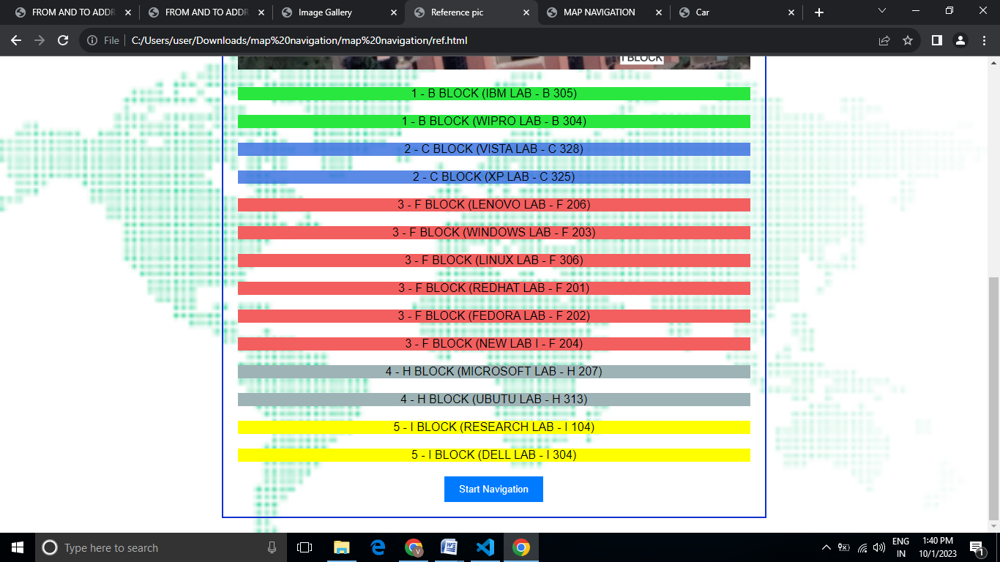 FROM AND TO ADDR
FROM AND TO ADDR
Image Gallery
Reference pic
MAP NAVIGATION
Car
File
C:/Users/user/Downloads/map%20navigation/map%20navigation/ref.html
I BLOCK
1 - B BLOCK (IBM LAB - B 305)
1 - B BLOCK (WIPRO LAB - B 304)
2 - C BLOCK (VISTA LAB - C 328)
2 - C BLOCK (XP LAB - C 325)
3 - F BLOCK (LENOVO LAB - F 206)
3 - F BLOCK (WINDOWS LAB - F 203)
3 - F BLOCK (LINUX LAB - F 306)
3 - F BLOCK (REDHAT LAB - F 201)
3 - F BLOCK (FEDORA LAB - F 202)
3 - F BLOCK (NEW LAB I - F 204)
4 - H BLOCK (MICROSOFT LAB - H 207)
4 - H BLOCK (UBUTU LAB - H 313)
5 - I BLOCK (RESEARCH LAB - I 104)
5 - I BLOCK (DELL LAB - I 304)
Start Navigation
Type here to search
V
W
ENG
IN
1:40 PM
10/1/2023
1